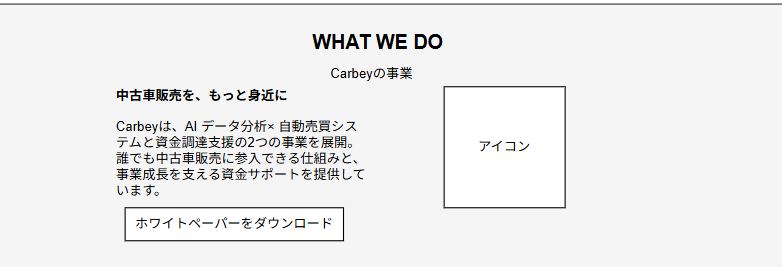 WHAT WE DO
Carbeyの事業
中古車販売を、もっと身近に
Carbeyは、AI データ分析× 自動売買シス
テムと資金調達支援の2つの事業を展開。
誰でも中古車販売に参入できる仕組みと、
事業成長を支える資金サポートを提供して
います。
アイコン
ホワイトペーパーをダウンロード